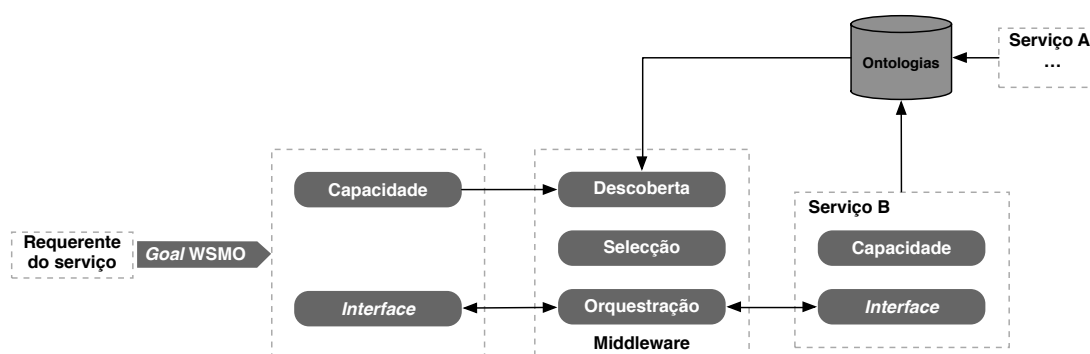 Serviço A
...
Ontologias
Capacidade
Descoberta
Serviço B
Requerente
do serviço
Goal WSMO
Selecção
Capacidade
Interface
Orquestração
Interface
Middleware